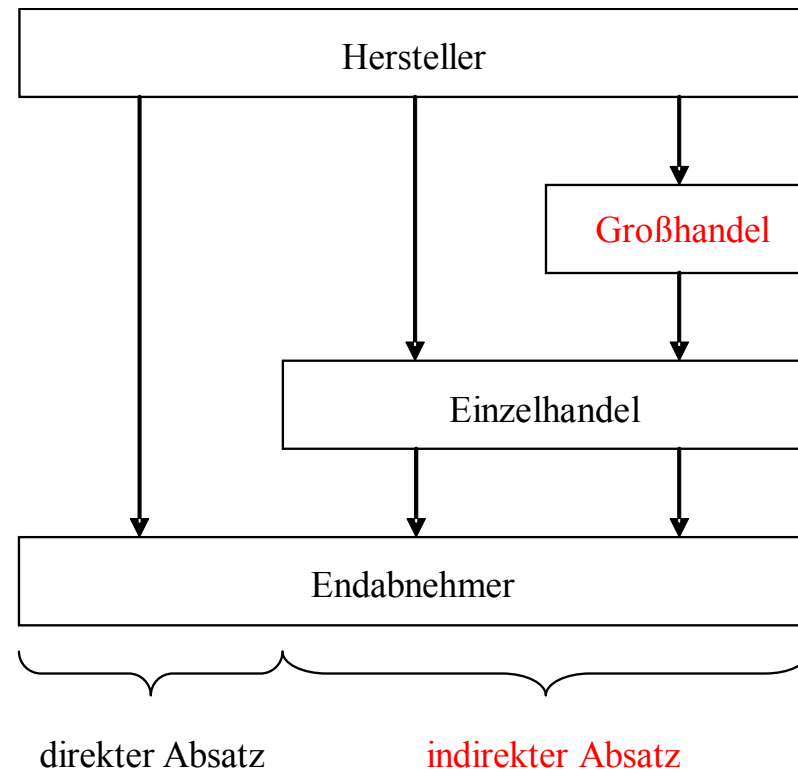 Hersteller
Großhandel
Einzelhandel
Endabnehmer
direkter Absatz
indirekter Absatz